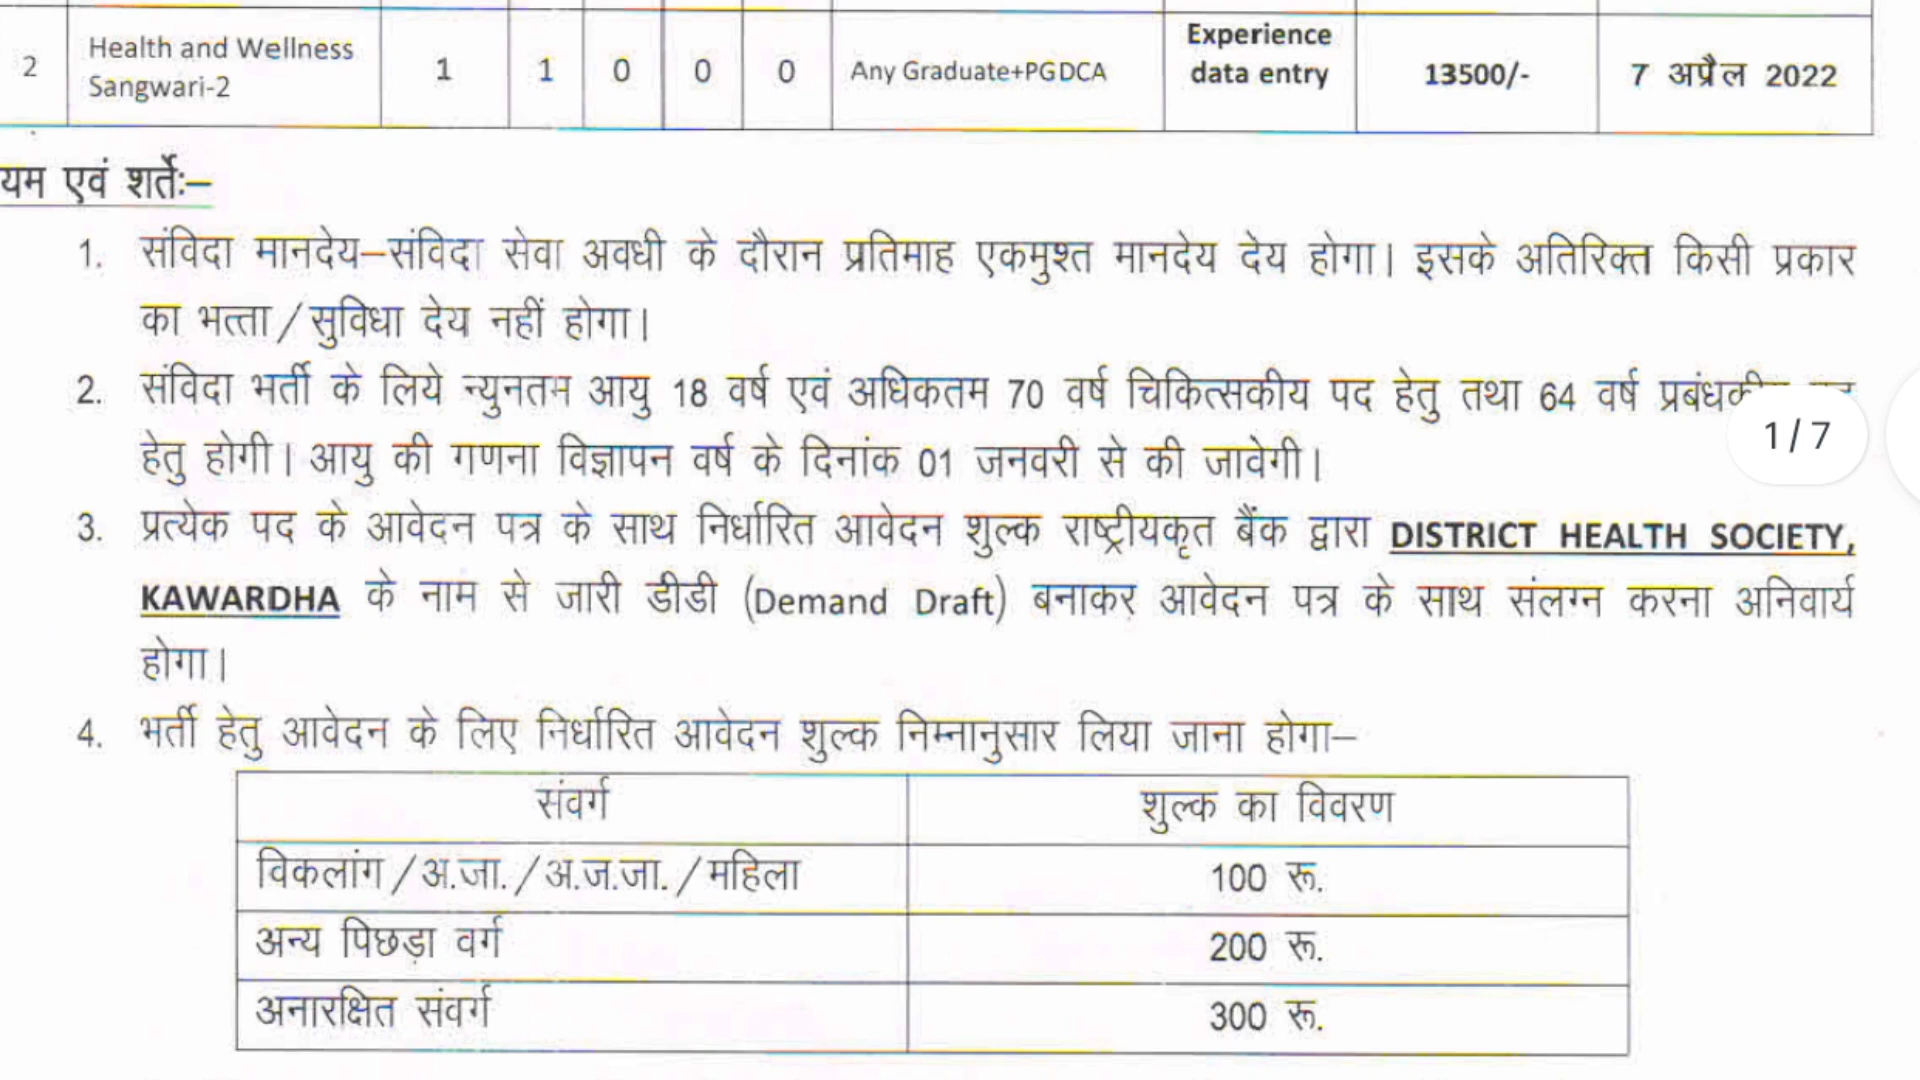 2 Health and Wellness Sangwari-2 1 1 0 0 0 Any Graduate+PGDCA Experience data entry 13500/- 7 अप्रैल 2022
यम एवं शर्तेः–
1. संविदा मानदेय–संविदा सेवा अवधी के दौरान प्रतिमाह एकमुश्त मानदेय देय होगा। इसके अतिरिक्त किसी प्रकार
का भत्ता/सुविधा देय नहीं होगा।
2. संविदा भर्ती के लिये न्युनतम आयु 18 वर्ष एवं अधिकतम 70 वर्ष चिकित्सकीय पद हेतु तथा 64 वर्ष
1/7
हेतु होगी। आयु की गणना विज्ञापन वर्ष के दिनांक 01 जनवरी से की जावेगी।
3. प्रत्येक पद के आवेदन पत्र के साथ निर्धारित आवेदन शुल्क राष्ट्रीयकृत बैंक द्वारा DISTRICT HEALTH SOCIETY,
KAWARDHA के नाम से जारी डीडी (Demand Draft) बनाकर आवेदन पत्र के साथ संलग्न करना अनिवार्य
होगा।
4. भर्ती हेतु आवेदन के लिए निर्धारित आवेदन शुल्क निम्नानुसार लिया जाना होगा–
संवर्ग शुल्क का विवरण
विकलांग/अ.जा./अ.ज.जा./महिला 100 रू.
अन्य पिछड़ा वर्ग 200 रू.
अनारक्षित संवर्ग 300 रू.